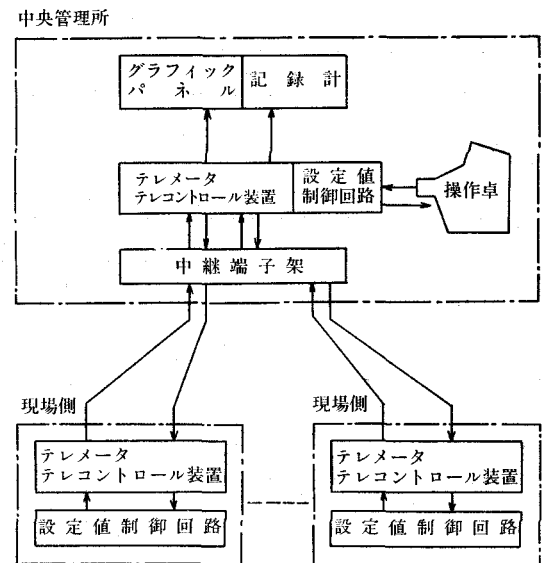 中央管理所
グラフィック
パネル
記録計
テレメータ
テレコントロール装置
設定値
制御回路
操作卓
中継端子架
現場側
テレメータ
テレコントロール装置
設定値制御回路
現場側
テレメータ
テレコントロール装置
設定値制御回路